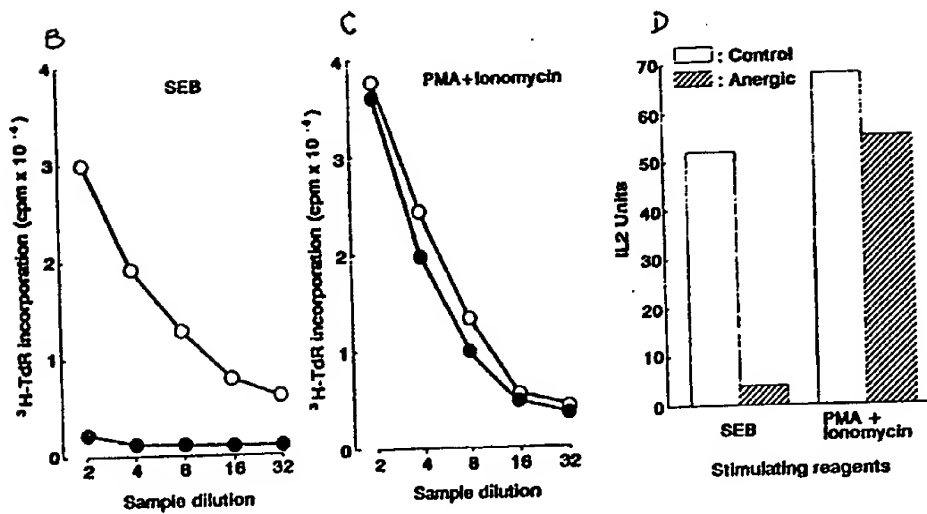 B
SEB
4
3
2
1
0
³H-TdR incorporation (cpm x 10⁻⁴)
2 4 8 16 32
Sample dilution
C
PMA+Ionomycin
4
3
2
1
0
³H-TdR incorporation (cpm x 10⁻⁴)
2 4 8 16 32
Sample dilution
D
: Control
: Anergic
70
60
50
40
30
20
10
0
IL2 Units
SEB
PMA +
Ionomycin
Stimulating reagents